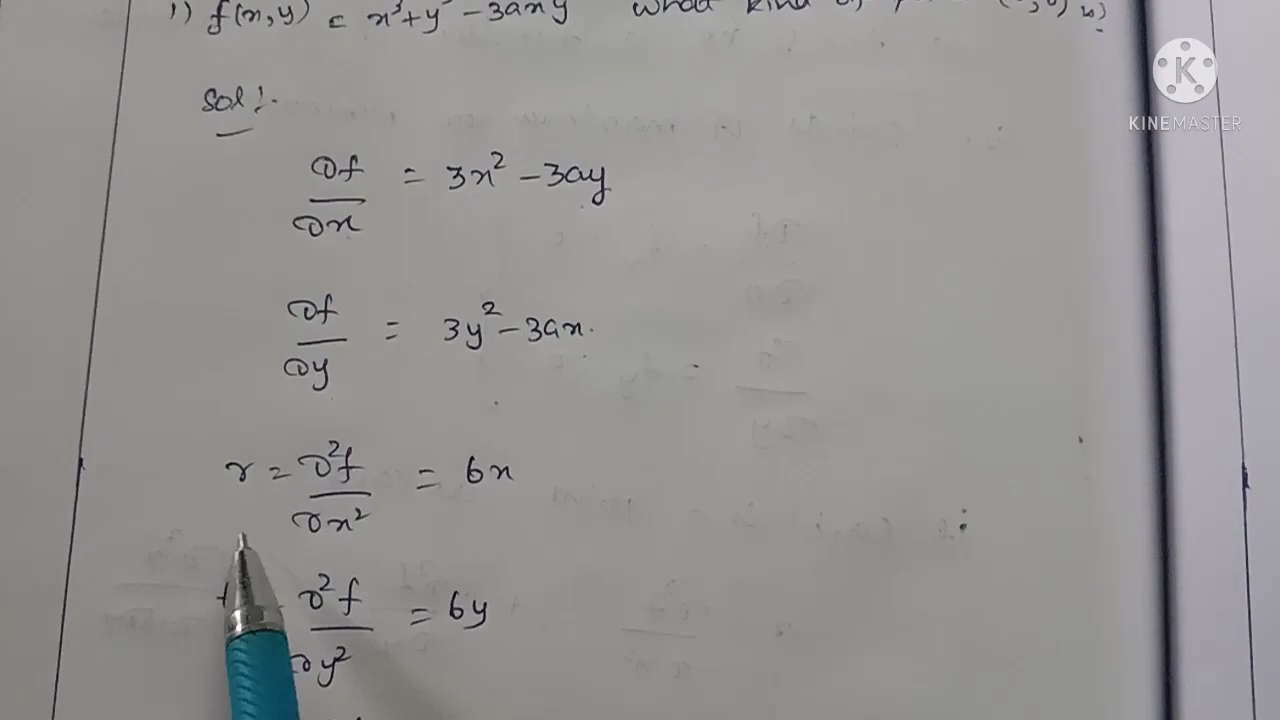 1) f(x,y) = x³+y³ - 3axy What kind of
Sol:-
∂f/∂x = 3x² - 3ay
∂f/∂y = 3y² - 3ax.
r = ∂²f/∂x² = 6x
∂²f/∂y² = 6y
K
KINEMASTER